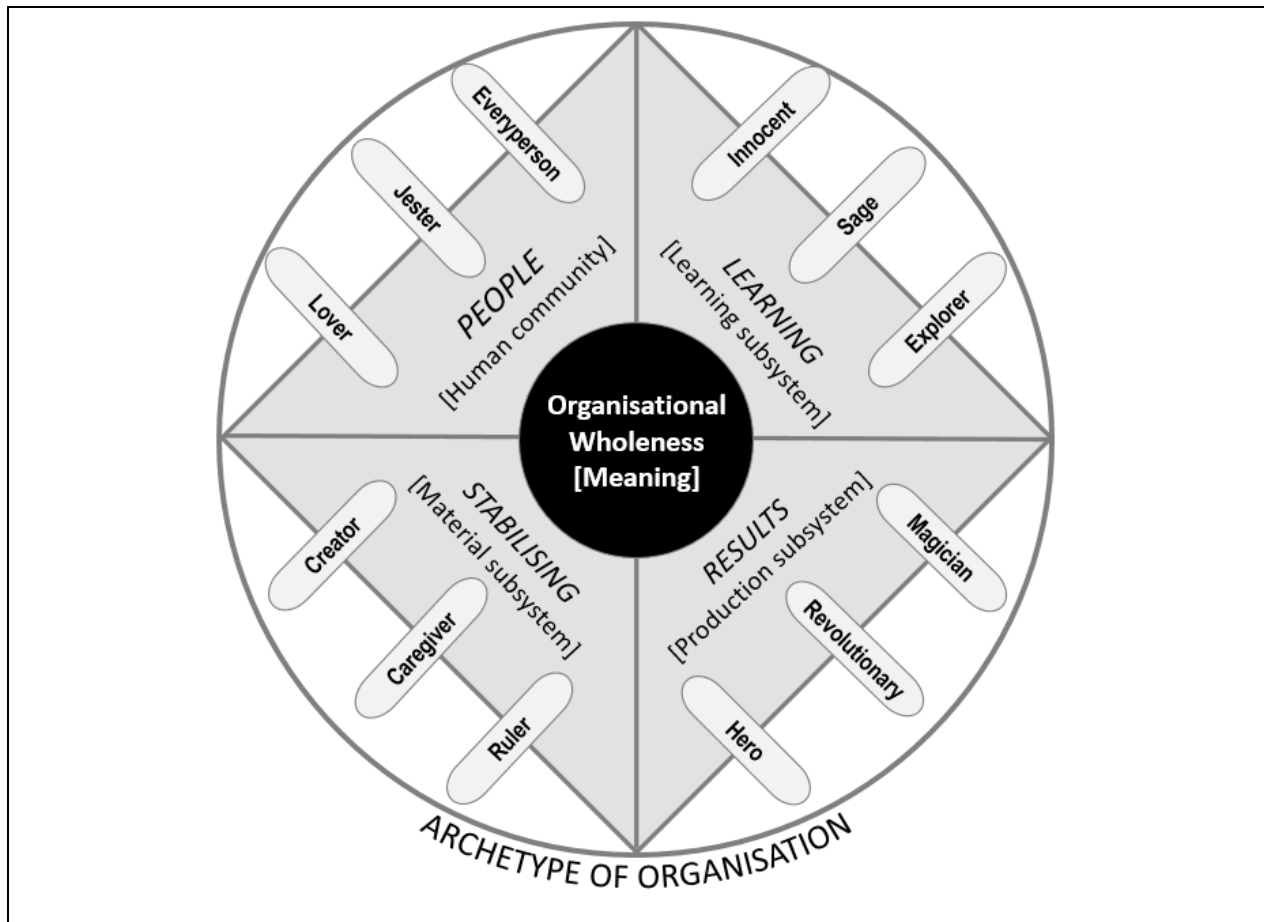 Everyperson
Jester
Lover
PEOPLE
[Human community]
Innocent
Sage
Explorer
LEARNING
[Learning subsystem]
Organisational
Wholeness
[Meaning]
STABILISING
[Material subsystem]
Creator
Caregiver
Ruler
RESULTS
[Production subsystem]
Magician
Revolutionary
Hero
ARCHETYPE OF ORGANISATION